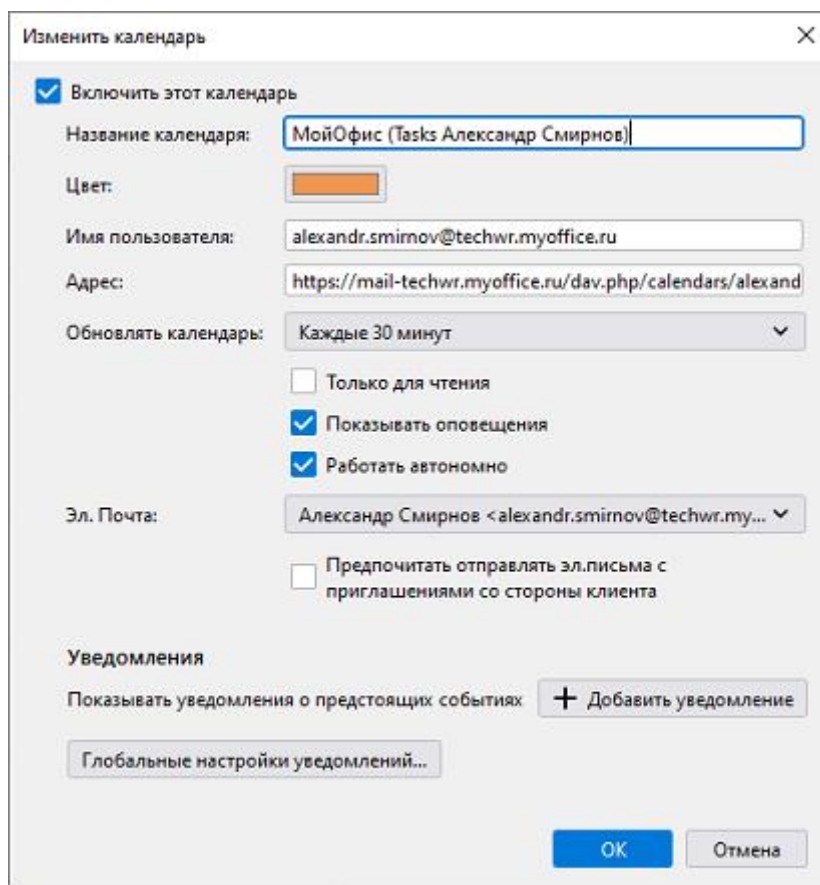 Изменить календарь
Включить этот календарь
Название календаря: МойОфис (Tasks Александр Смирнов)
Цвет:
Имя пользователя: alexandr.smirnov@techwr.myoffice.ru
Адрес: https://mail-techwr.myoffice.ru/dav.php/calendars/alexand
Обновлять календарь: Каждые 30 минут
Только для чтения
Показывать оповещения
Работать автономно
Эл. Почта: Александр Смирнов <alexandr.smirnov@techwr.my...
Предпочитать отправлять эл.письма с
приглашениями со стороны клиента
Уведомления
Показывать уведомления о предстоящих событиях + Добавить уведомление
Глобальные настройки уведомлений...
OK Отмена